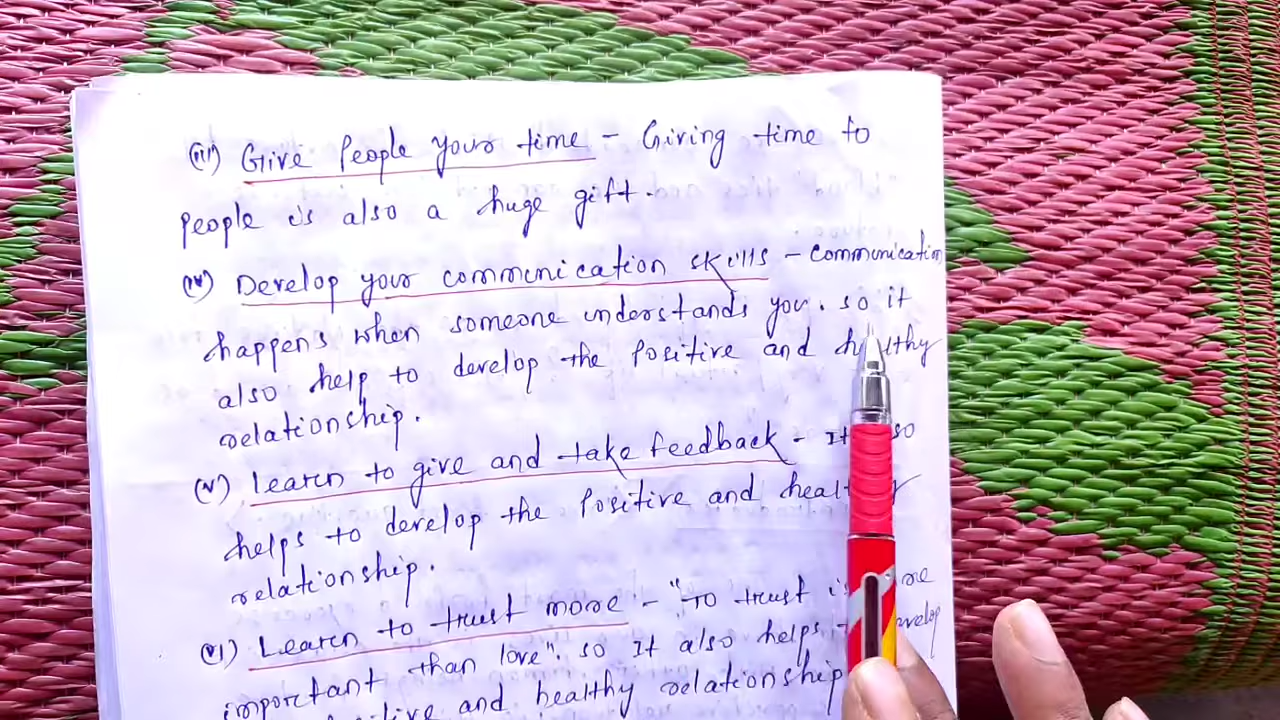 (iii) Give People your time - Giving time to
People is also a huge gift.
(iv) Develop your communication skills - communication
happens when someone understands you. so it
also help to develop the Positive and healthy
relationship.
(v) Learn to give and take feedback - It also
helps to develop the Positive and healthy
relationship.
(vi) Learn to trust more - "To trust is
important than love". so It also helps
and healthy relationship